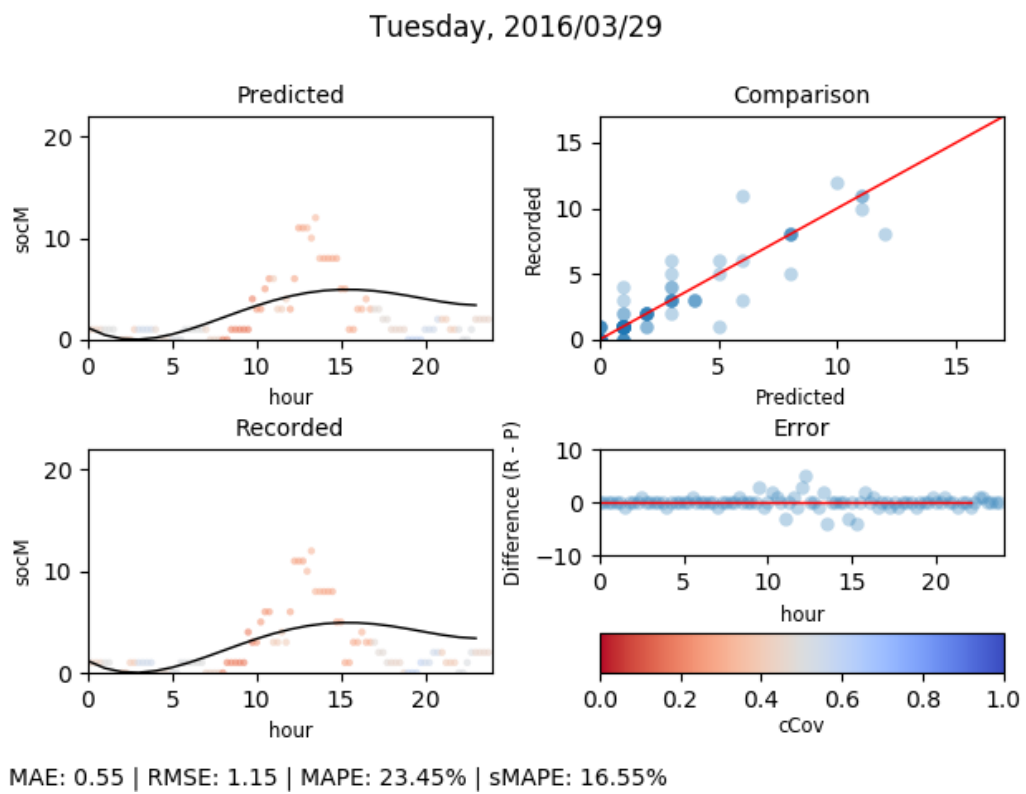 Tuesday, 2016/03/29
Predicted
socM
20
10
0
0 5 10 15 20
hour
Comparison
Recorded
15
10
5
0
0 5 10 15
Predicted
Recorded
socM
20
10
0
0 5 10 15 20
hour
Error
Difference (R - P)
10
0
−10
0 5 10 15 20
hour
0.0 0.2 0.4 0.6 0.8 1.0
cCov
MAE: 0.55 | RMSE: 1.15 | MAPE: 23.45% | sMAPE: 16.55%